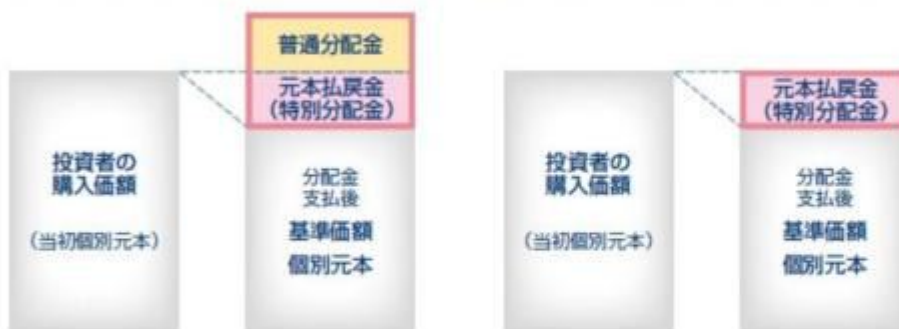 普通分配金
元本払戻金
(特別分配金)
投資者の
購入価額
(当初個別元本)
分配金
支払後
基準価額
個別元本
元本払戻金
(特別分配金)
投資者の
購入価額
(当初個別元本)
分配金
支払後
基準価額
個別元本